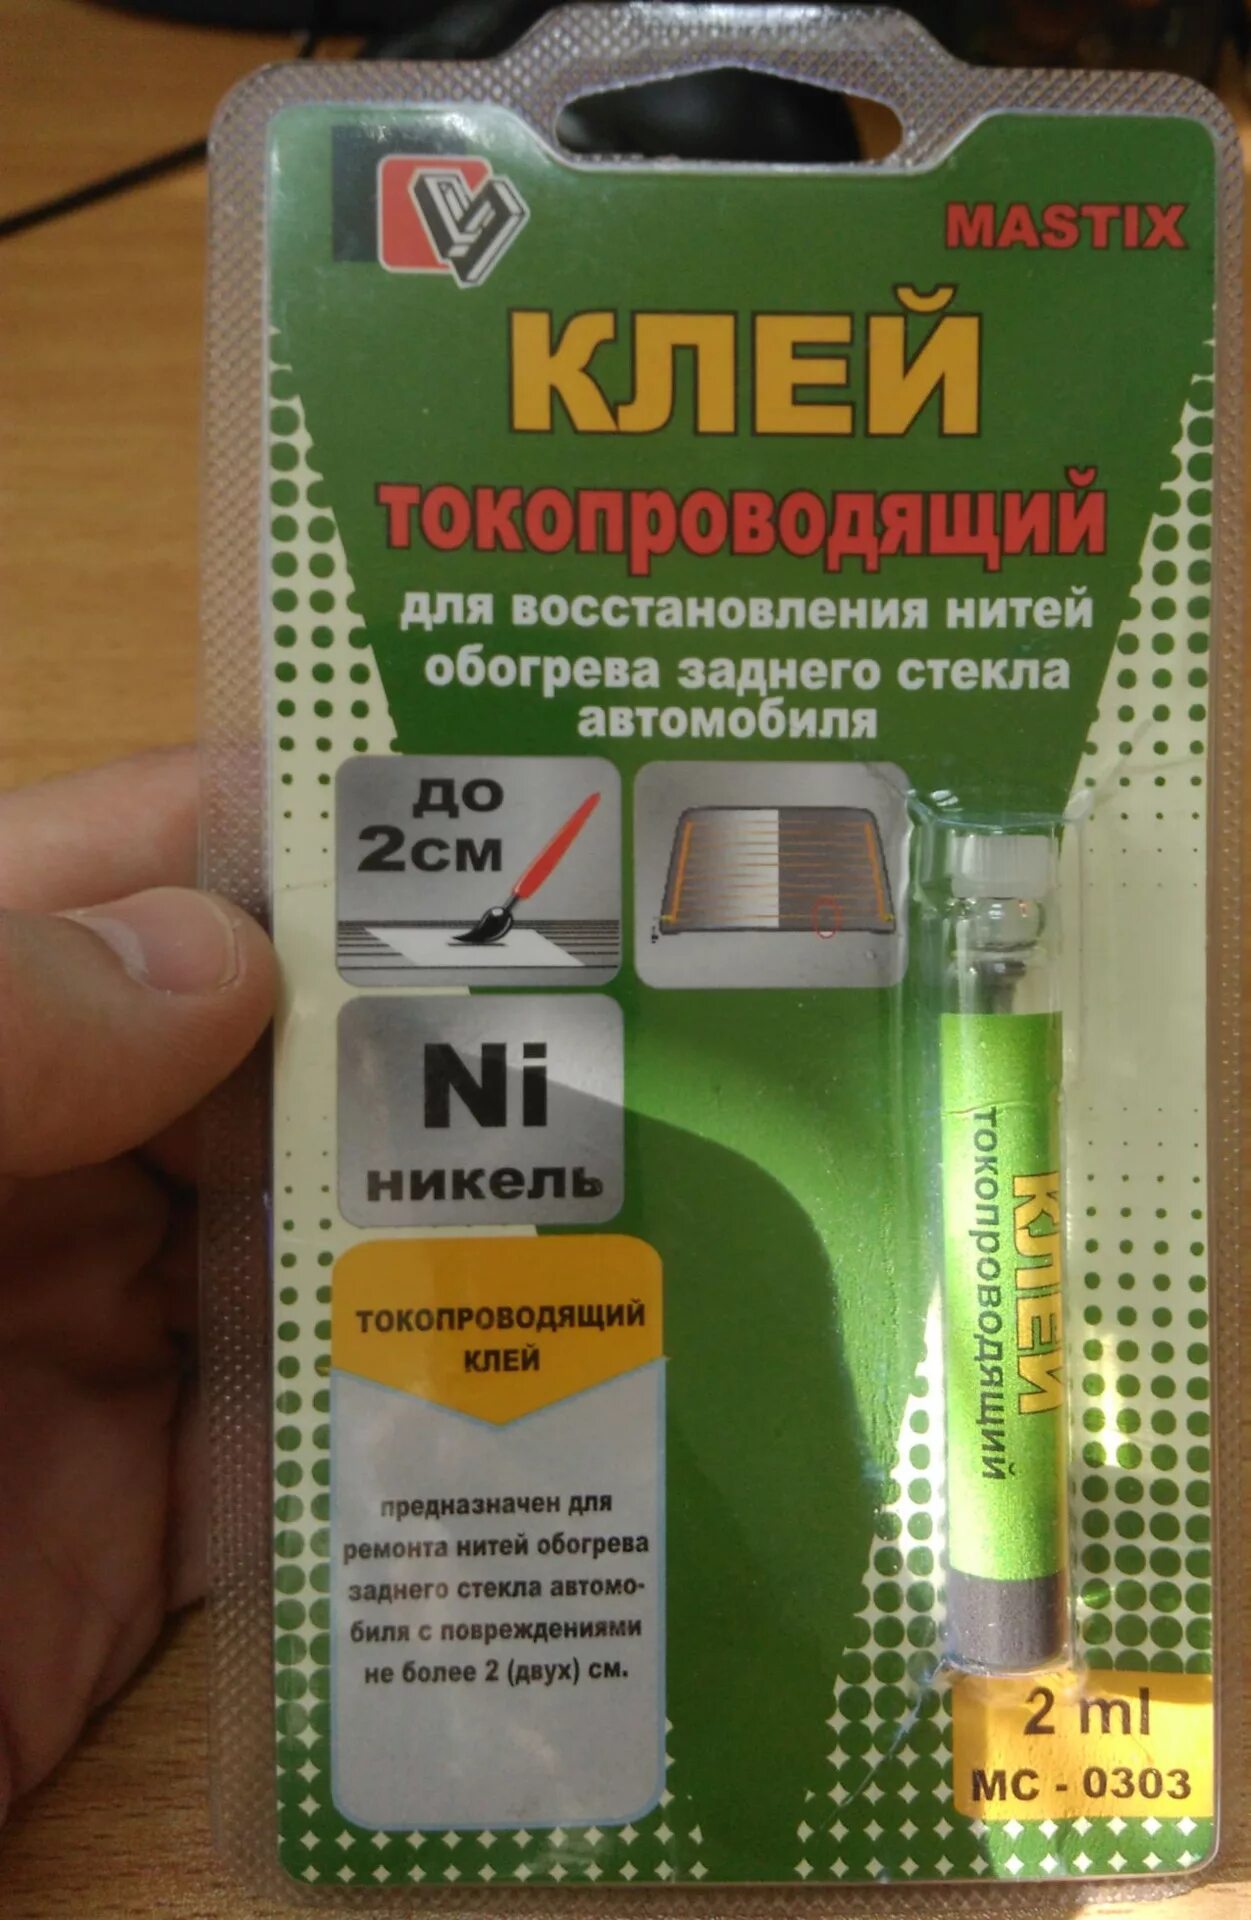 MASTIX
КЛЕЙ
ТОКОПРОВОДЯЩИЙ
для восстановления нитей
обогрева заднего стекла
автомобиля
до
2см
Ni
никель
ТОКОПРОВОДЯЩИЙ
КЛЕЙ
предназначен для
ремонта нитей обогрева
заднего стекла автомо-
биля с повреждениями
не более 2 (двух) см.
КЛЕЙ
токопроводящий
2 ml
МС - 0303